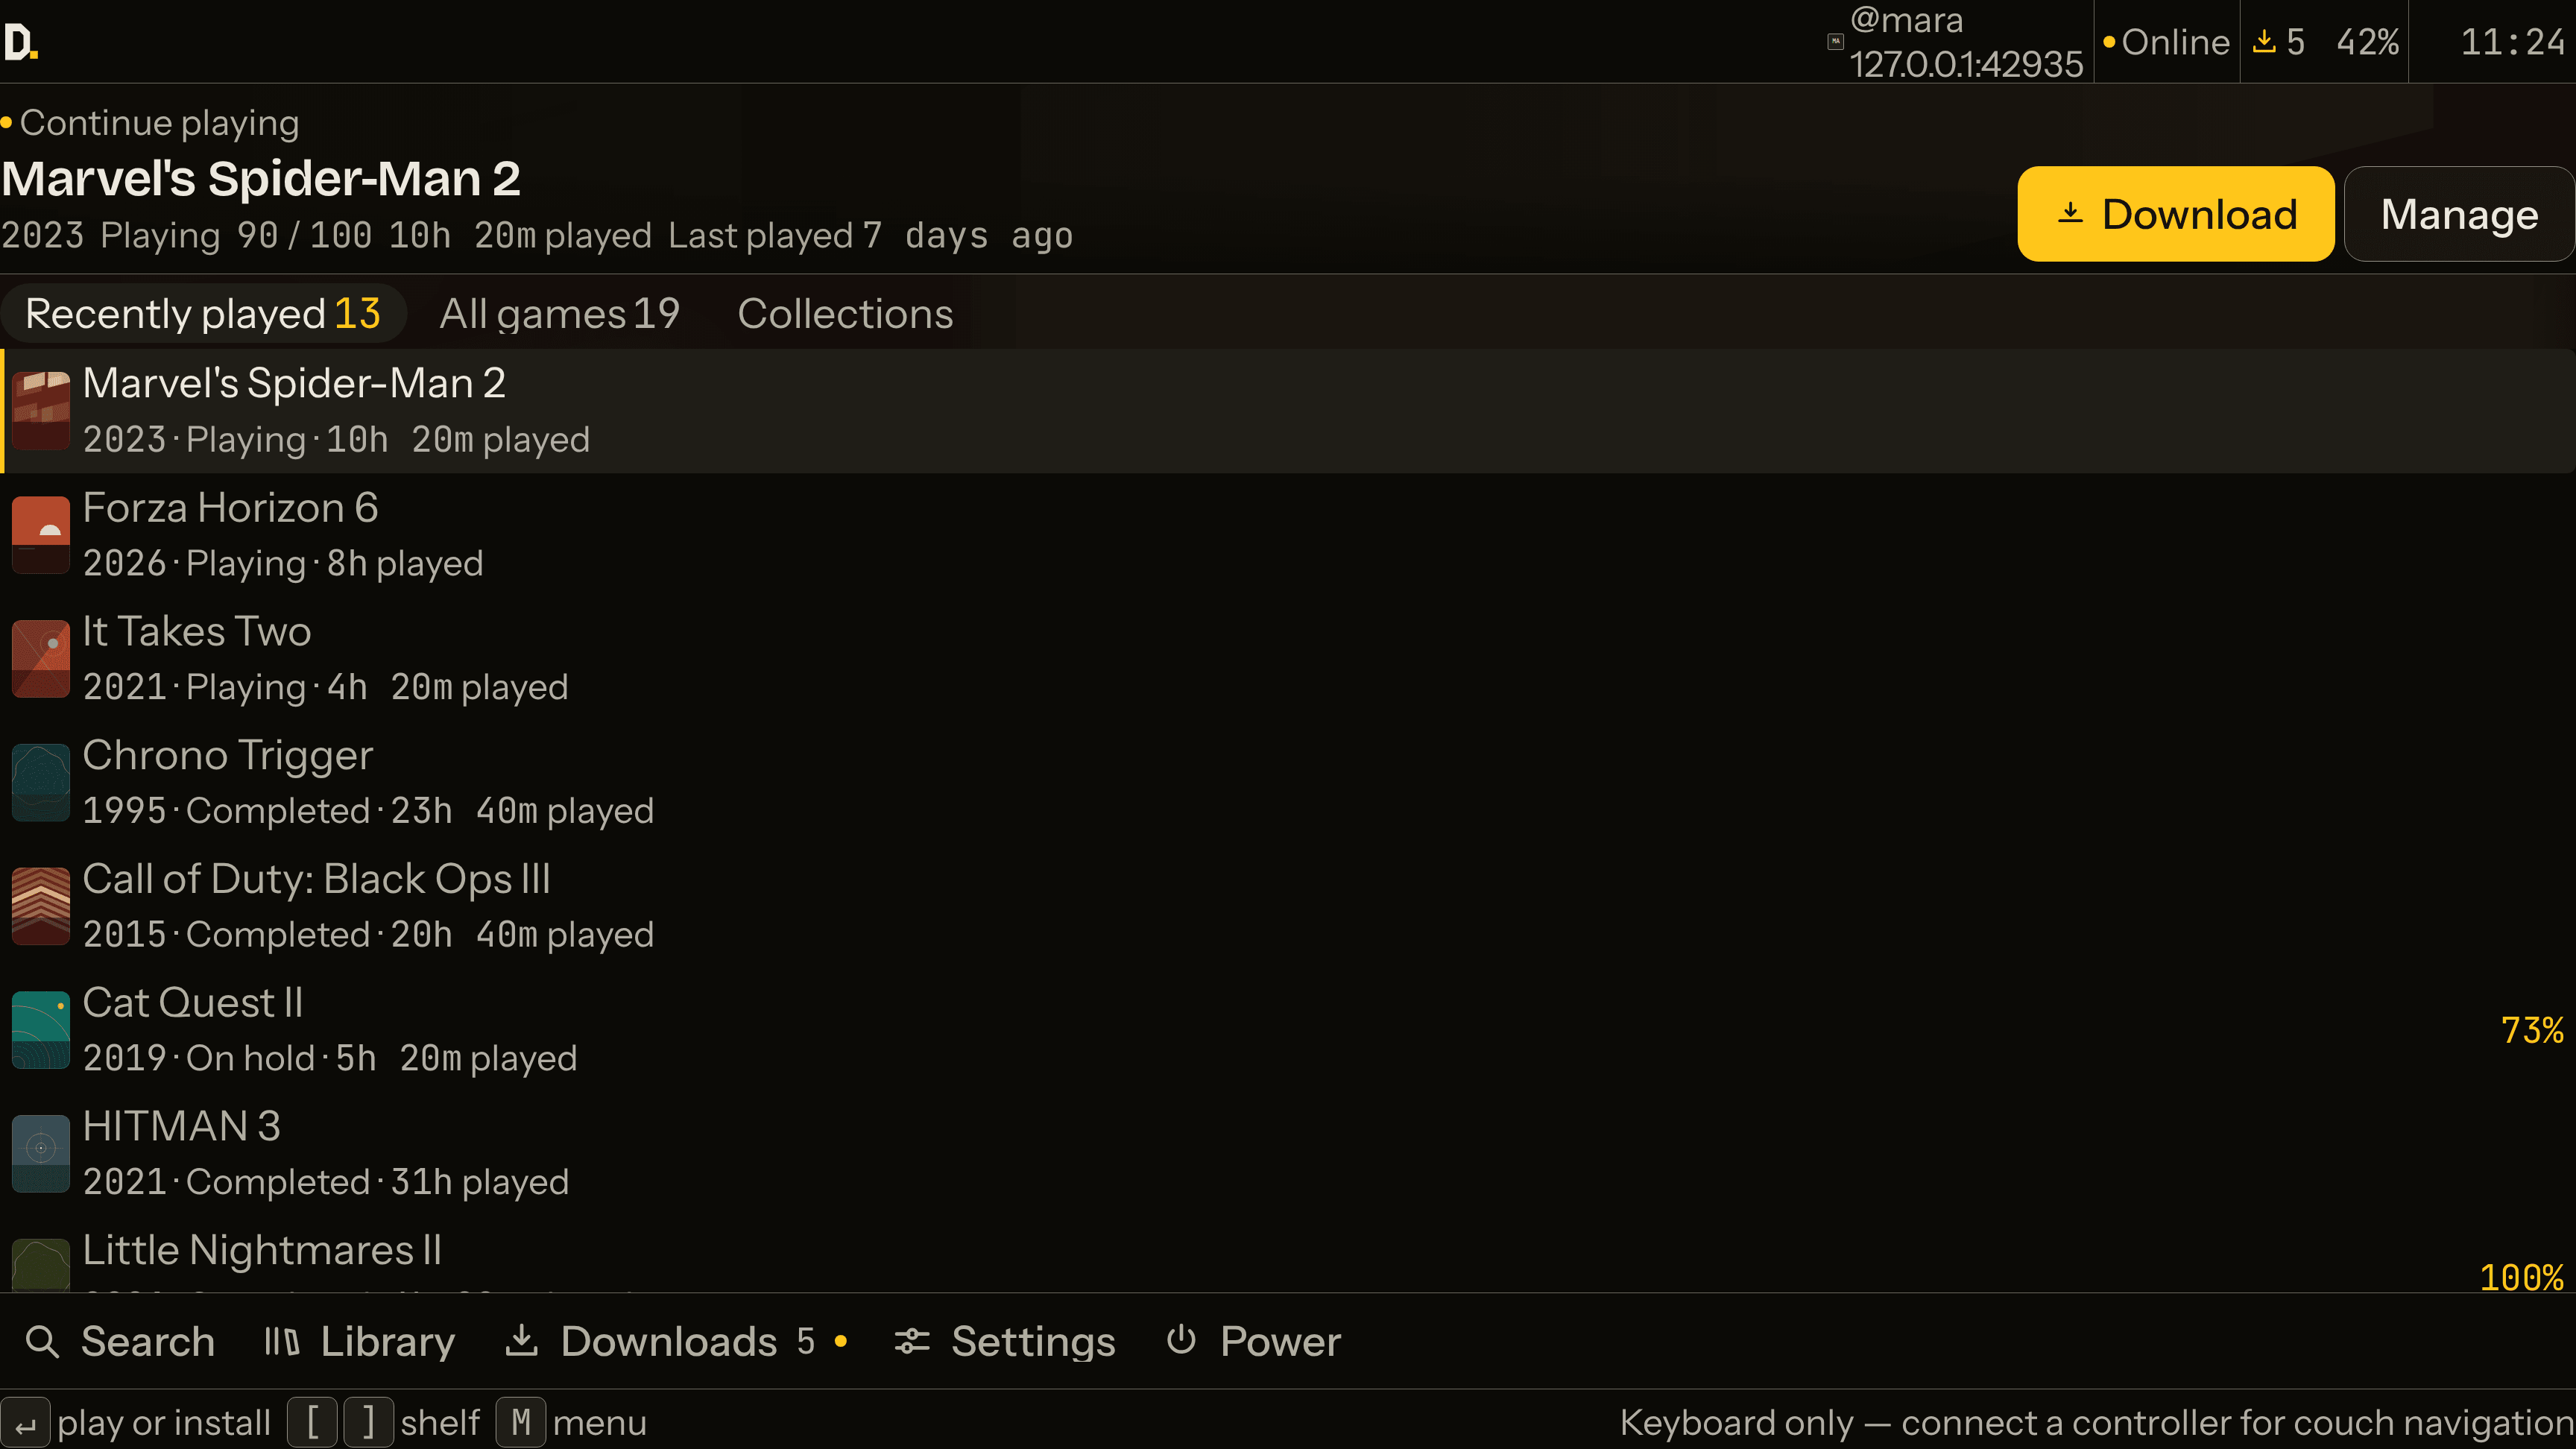 D.
@mara
127.0.0.1:42935
Online
5 42%
11:24
Continue playing
Marvel's Spider-Man 2
2023 Playing 90 / 100 10h 20m played Last played 7 days ago
Download
Manage
Recently played 13
All games 19
Collections
Marvel's Spider-Man 2
2023 · Playing · 10h 20m played
Forza Horizon 6
2026 · Playing · 8h played
It Takes Two
2021 · Playing · 4h 20m played
Chrono Trigger
1995 · Completed · 23h 40m played
Call of Duty: Black Ops III
2015 · Completed · 20h 40m played
Cat Quest II
2019 · On hold · 5h 20m played
73%
HITMAN 3
2021 · Completed · 31h played
Little Nightmares II
100%
Search
Library
Downloads 5
Settings
Power
↵ play or install [ ] shelf M menu
Keyboard only — connect a controller for couch navigation